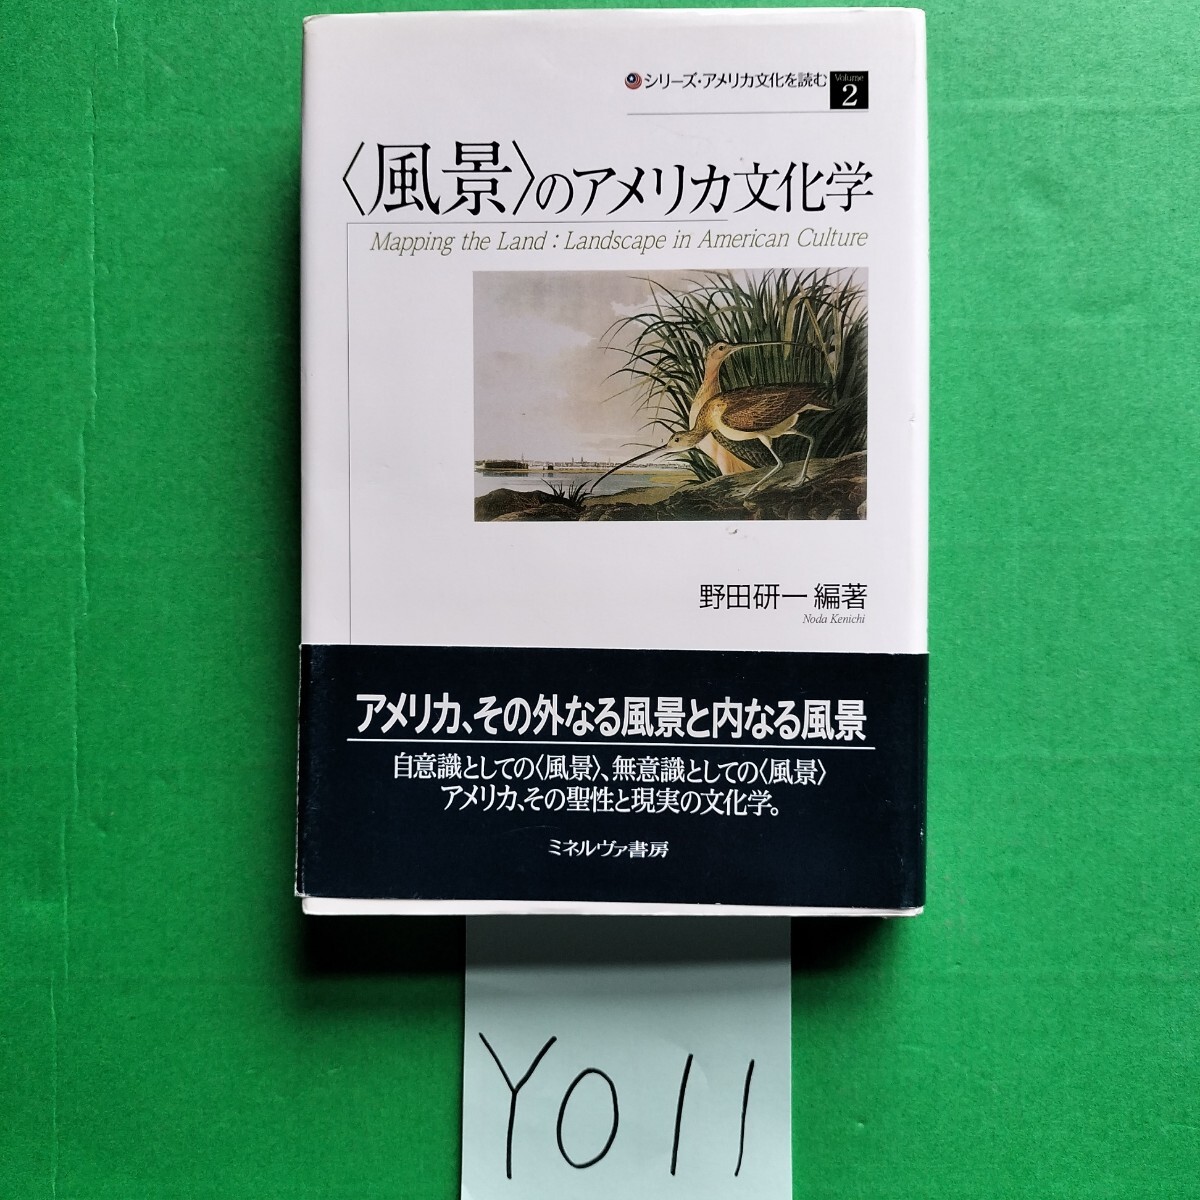 シリーズ・アメリカ文化を読む
Volume 2
〈風景〉のアメリカ文化学
Mapping the Land : Landscape in American Culture
野田研一 編著
Noda Kenichi
アメリカ、その外なる風景と内なる風景
自意識としての〈風景〉、無意識としての〈風景〉
アメリカ、その聖性と現実の文化学。
ミネルヴァ書房
YO11